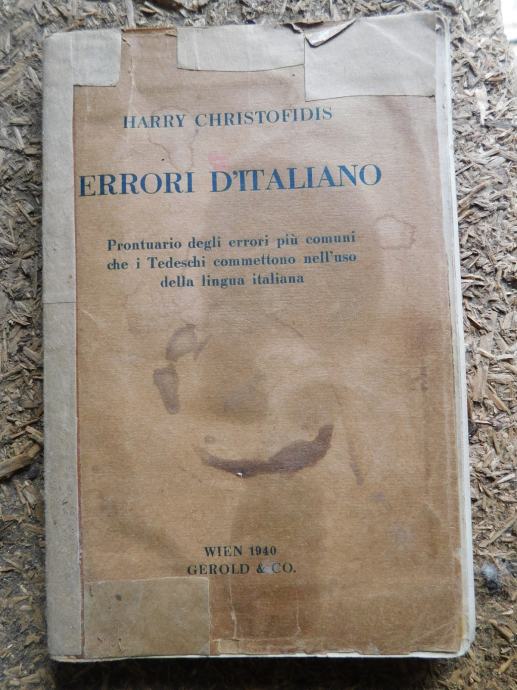 HARRY CHRISTOFIDIS
ERRORI D'ITALIANO
Prontuario degli errori più comuni
che i Tedeschi commettono nell'uso
della lingua italiana
WIEN 1940
GEROLD & CO.